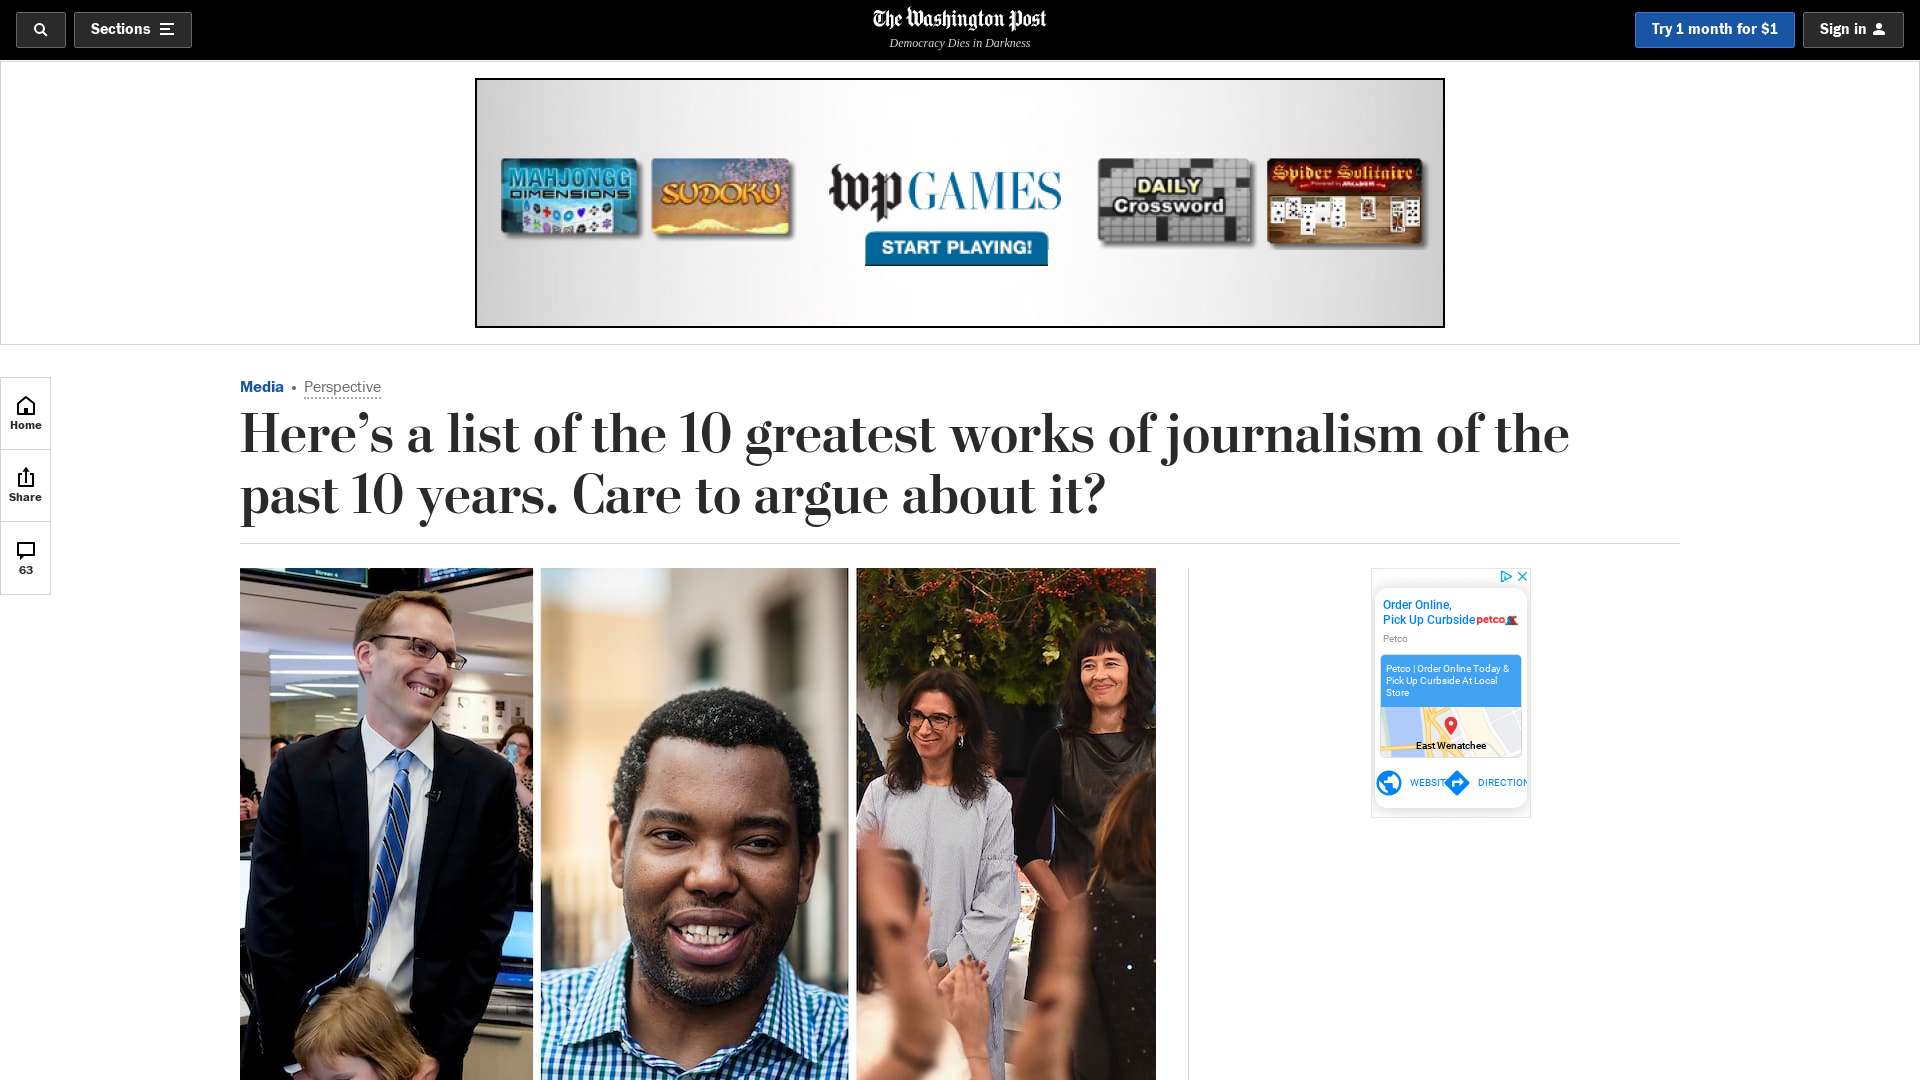 Sections
The Washington Post
Democracy Dies in Darkness
Try 1 month for $1
Sign in
MAHJONGG
DIMENSIONS
SUDOKU
wp GAMES
START PLAYING!
DAILY
Crossword
Spider Solitaire
Home
Share
63
Media • Perspective
Here’s a list of the 10 greatest works of journalism of the
past 10 years. Care to argue about it?
Order Online,
Pick Up Curbside
petco
Petco
Petco | Order Online Today &
Pick Up Curbside At Local
Store
East Wenatchee
WEBSIT
DIRECTION